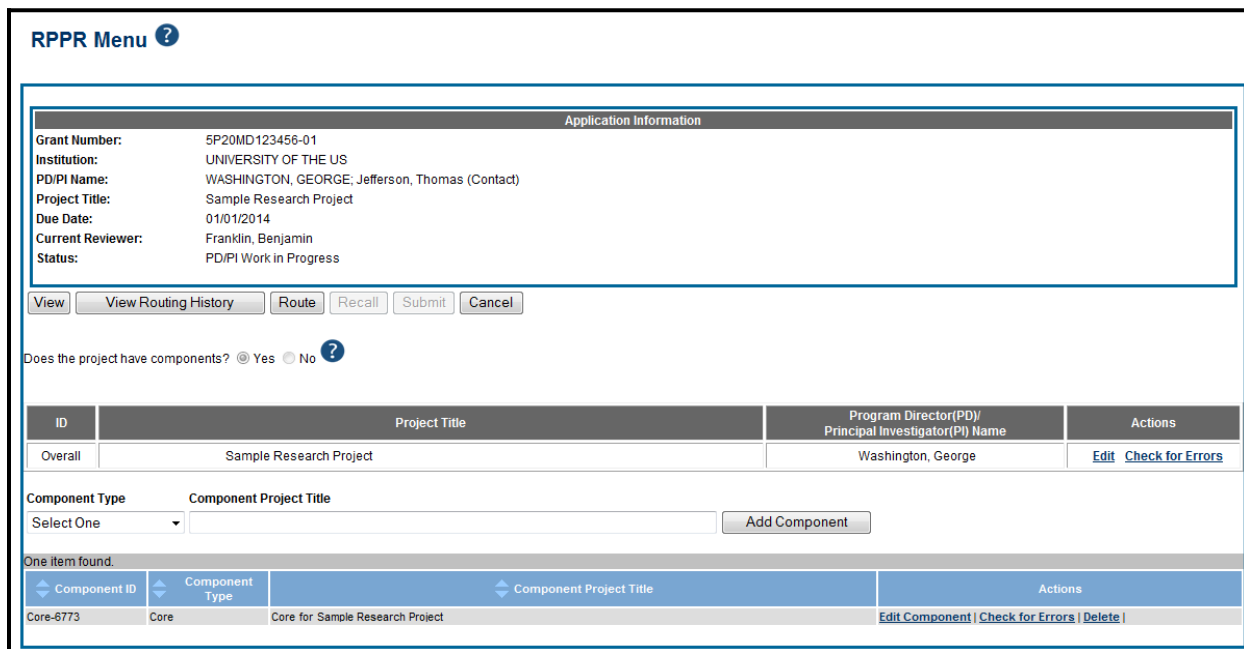 RPPR Menu ?
Application Information
Grant Number: 5P20MD123456-01
Institution: UNIVERSITY OF THE US
PD/PI Name: WASHINGTON, GEORGE; Jefferson, Thomas (Contact)
Project Title: Sample Research Project
Due Date: 01/01/2014
Current Reviewer: Franklin, Benjamin
Status: PD/PI Work in Progress
View View Routing History Route Recall Submit Cancel
Does the project have components? Yes No ?
ID Project Title Program Director(PD)/ Principal Investigator(PI) Name Actions
Overall Sample Research Project Washington, George Edit Check for Errors
Component Type Component Project Title
Select One Add Component
One item found.
Component ID Component Type Component Project Title Actions
Core-6773 Core Core for Sample Research Project Edit Component | Check for Errors | Delete |